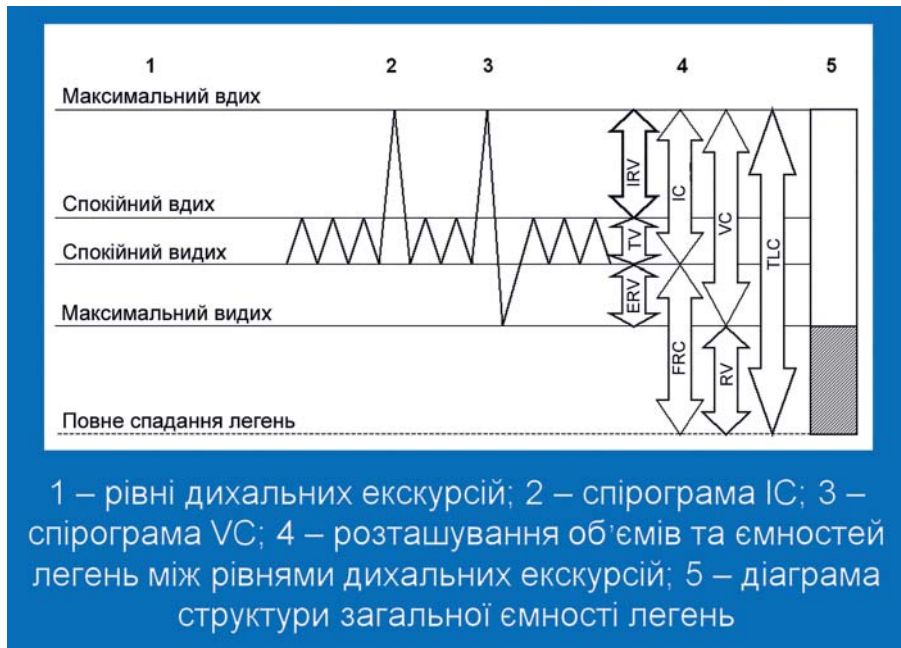 1 2 3 4 5
Максимальний вдих
Спокійний вдих
Спокійний видих
Максимальний видих
Повне спадання легень
IRV
TV
ERV
IC
FRC
VC
RV
TLC
1 – рівні дихальних екскурсій; 2 – спірограма IC; 3 –
спірограма VC; 4 – розташування об’ємів та ємностей
легень між рівнями дихальних екскурсій; 5 – діаграма
структури загальної ємності легень